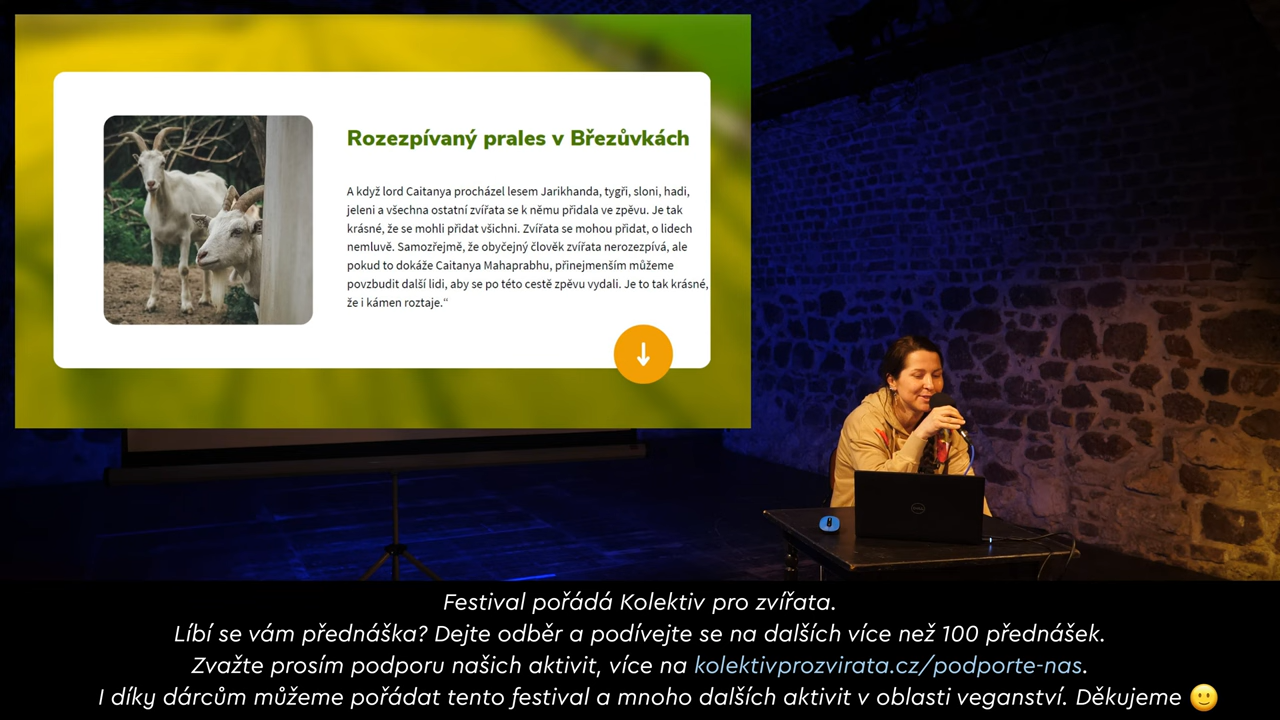 Rozezpívaný prales v Březůvkách
A když lord Caitanya procházel lesem Jarikhanda, tygři, sloni, hadi,
jeleni a všechna ostatní zvířata se k němu přidala ve zpěvu. Je tak
krásné, že se mohli přidat všichni. Zvířata se mohou přidat, o lidech
nemluvě. Samozřejmě, že obyčejný člověk zvířata nerozezpívá, ale
pokud to dokáže Caitanya Mahaprabhu, přinejmenším můžeme
povzbudit další lidi, aby se po této cestě zpěvu vydali. Je to tak krásné,
že i kámen roztaje.“
DELL
Festival pořádá Kolektiv pro zvířata.
Líbí se vám přednáška? Dejte odběr a podívejte se na dalších více než 100 přednášek.
Zvažte prosím podporu našich aktivit, více na kolektivprozvirata.cz/podporte-nas.
I díky dárcům můžeme pořádat tento festival a mnoho dalších aktivit v oblasti veganství. Děkujeme 🙂